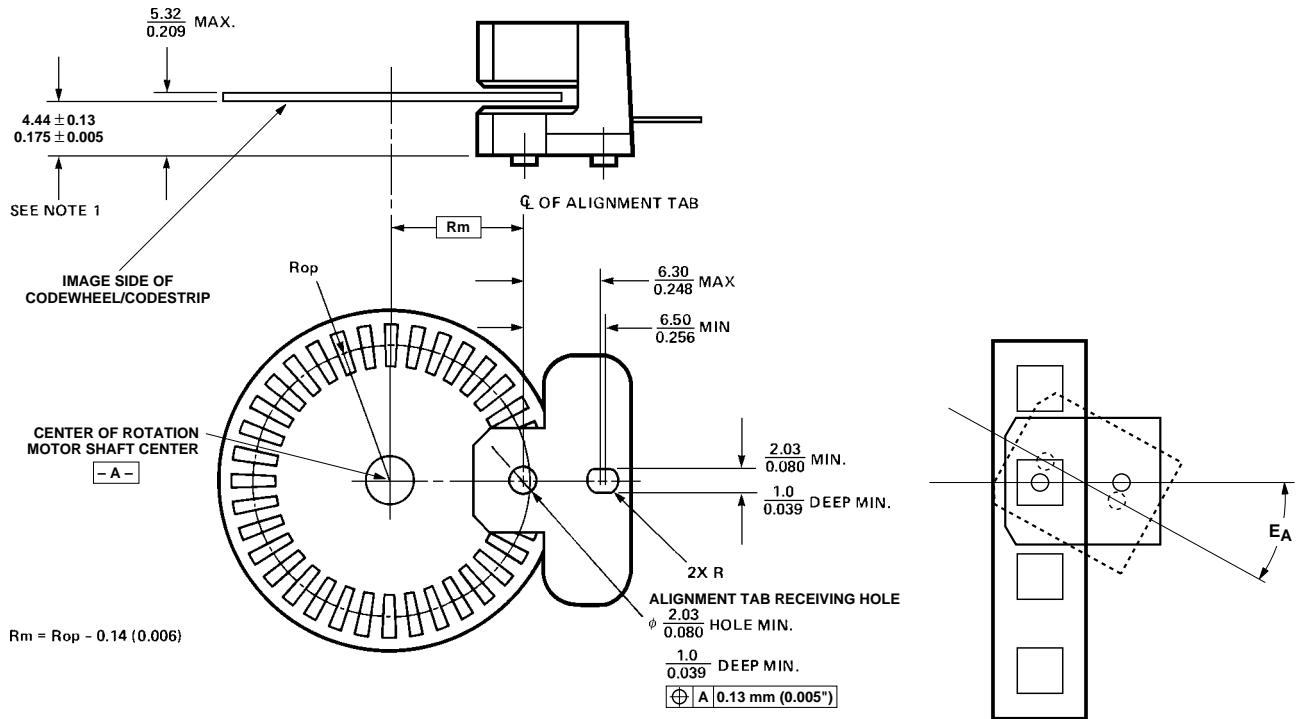 5.32
0.209 MAX.
4.44 ± 0.13
0.175 ± 0.005
SEE NOTE 1
℄ OF ALIGNMENT TAB
Rm
IMAGE SIDE OF
CODEWHEEL/CODESTRIP
Rop
6.30
0.248 MAX
6.50
0.256 MIN
CENTER OF ROTATION
MOTOR SHAFT CENTER
– A –
2.03
0.080 MIN.
1.0
0.039 DEEP MIN.
EA
2X R
ALIGNMENT TAB RECEIVING HOLE
ϕ 2.03
0.080 HOLE MIN.
Rm = Rop – 0.14 (0.006)
1.0
0.039 DEEP MIN.
⌖ A 0.13 mm (0.005")